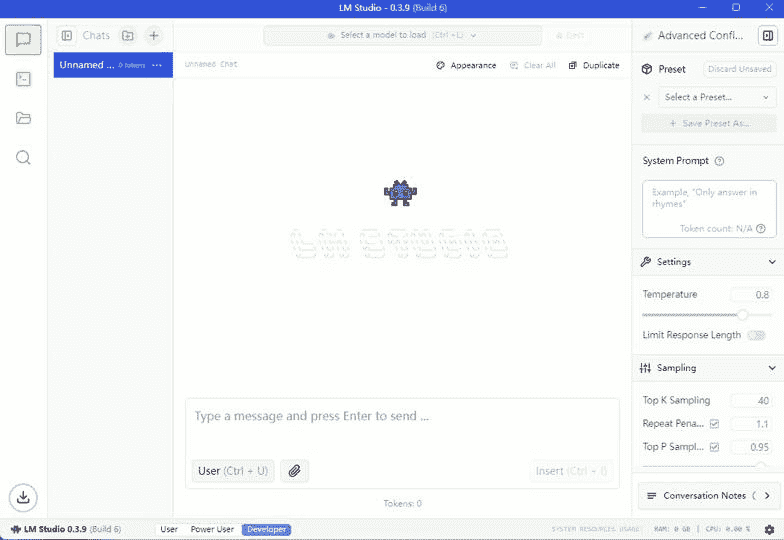 LM Studio - 0.3.9 (Build 6)
Chats
Select a model to load (Ctrl + L)
Eject
Advanced Confi...
Unnamed ... 0 tokens ...
Unnamed Chat
Appearance
Clear All
Duplicate
Preset
Discard Unsaved
Select a Preset...
+ Save Preset As...
System Prompt
Example, "Only answer in
rhymes"
Token count: N/A
LM STUDIO
Settings
Temperature 0.8
Limit Response Length
Sampling
Top K Sampling 40
Repeat Pena... 1.1
Top P Sampl... 0.95
Type a message and press Enter to send ...
User (Ctrl + U)
Insert (Ctrl + I)
Tokens: 0
Conversation Notes (
LM Studio 0.3.9 (Build 6)
User
Power User
Developer
SYSTEM RESOURCES USAGE: RAM: 0 GB | CPU: 0.00 %